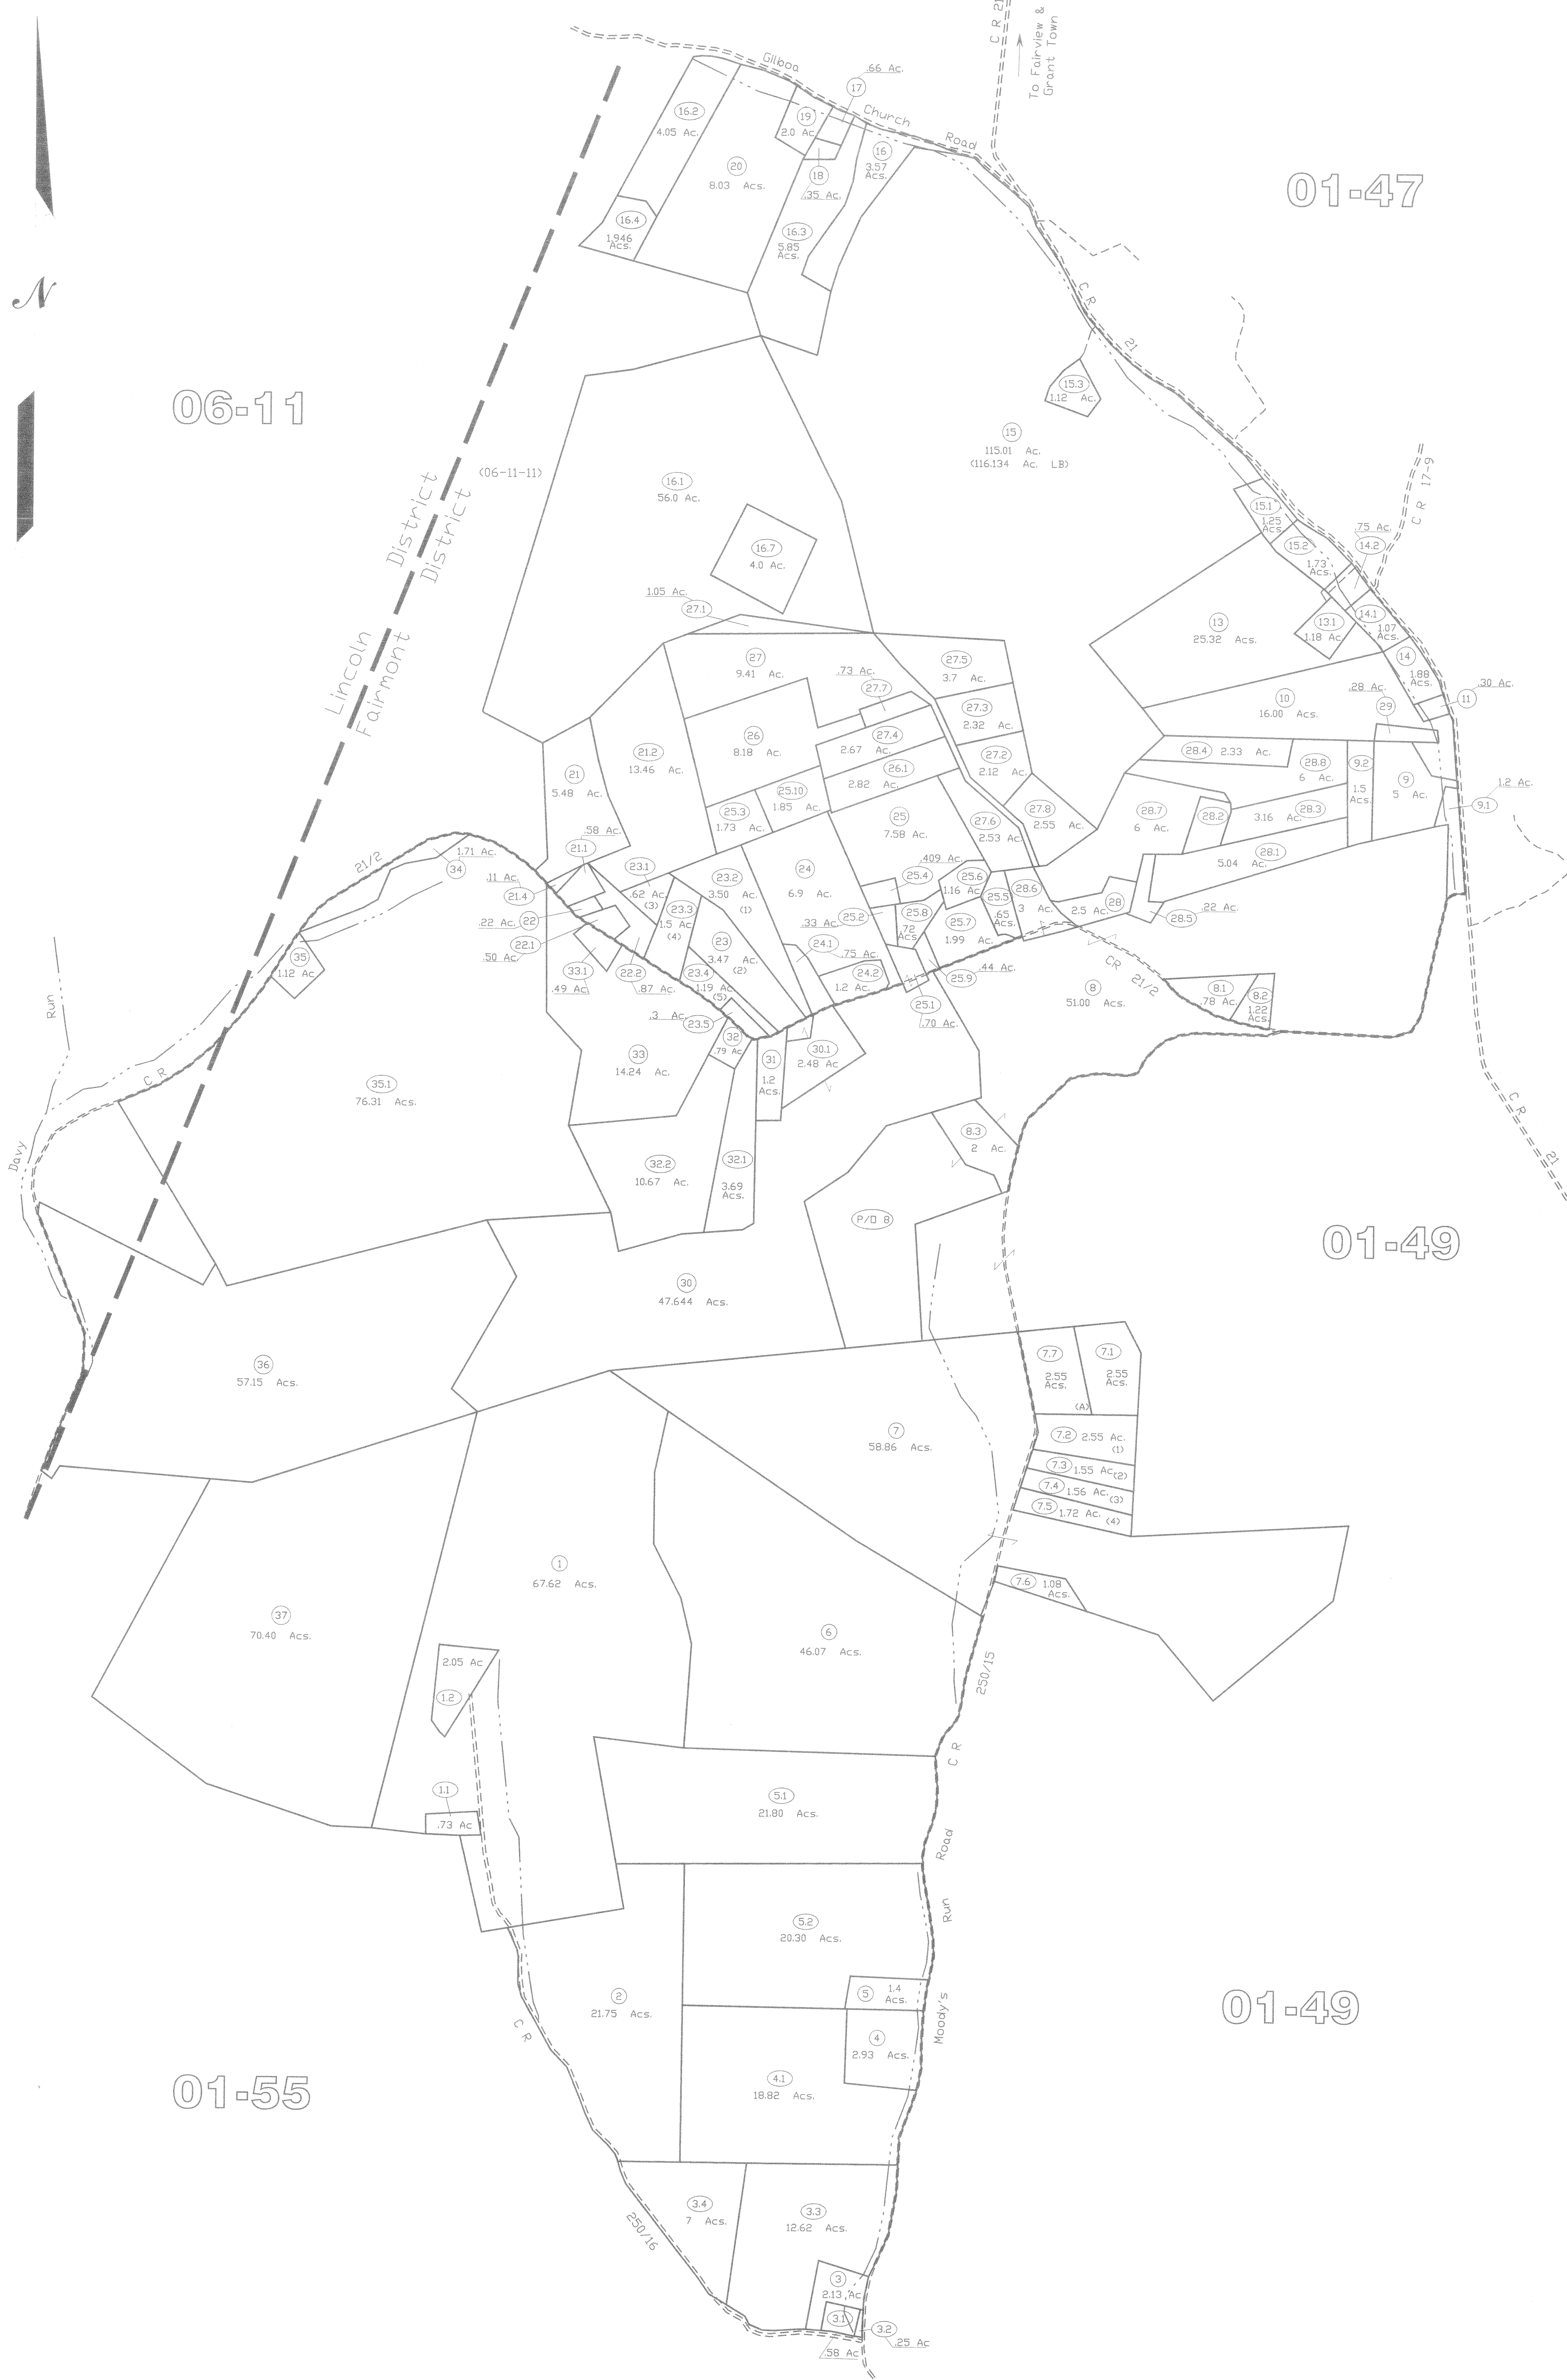 C R 21
To Fairview &
Grant Town
Gilboa
Church
Road
.66 Ac.
17
16.2
4.05 Ac.
19
2.0 Ac
16
3.57
Acs.
20
8.03 Acs.
18
.35 Ac.
01-47
16.4
1.946
Acs.
16.3
5.85
Acs.
N
C R
21
15.3
1.12 Ac.
06-11
15
115.01 Ac.
(116.134 Ac. LB)
(06-11-11)
16.1
56.0 Ac.
C R 17-9
Lincoln District
Fairmont District
15.1
1.25
Acs.
.75 Ac.
14.2
15.2
1.73
Acs.
16.7
4.0 Ac.
1.05 Ac.
27.1
13
25.32 Acs.
13.1
1.18 Ac
14.1
1.07
Acs.
27
9.41 Ac.
27.5
3.7 Ac.
.73 Ac.
27.7
14
1.88
Acs.
.30 Ac.
11
10
16.00 Acs.
.28 Ac.
29
27.3
2.32 Ac.
26
8.18 Ac.
27.4
2.67 Ac.
21.2
13.46 Ac.
27.2
2.12 Ac.
28.4 2.33 Ac.
28.8
6 Ac.
9.2
1.5
Acs.
9
5 Ac.
1.2 Ac.
9.1
21
5.48 Ac.
26.1
2.82 Ac.
25.10
1.85 Ac.
25.3
1.73 Ac.
25
7.58 Ac.
27.6
2.53 Ac.
27.8
2.55 Ac.
28.7
6 Ac.
28.2
28.3
3.16 Ac.
28.1
5.04 Ac.
.58 Ac.
21.1
21/2
1.71 Ac.
34
.11 Ac.
21.4
23.1
.62 Ac.
(3)
23.2
3.50 Ac.
(1)
24
6.9 Ac.
.409 Ac.
25.4
25.6
1.16 Ac
25.5
.65
Acs.
28.6
3 Ac.
28
2.5 Ac.
28.5
.22 Ac.
23.3
1.5 Ac.
(4)
.22 Ac.
22
.33 Ac.
25.2
25.8
.72
Acs
25.7
1.99 Ac.
22.1
.50 Ac.
23
3.47 Ac.
(2)
24.1
.75 Ac.
35
1.12 Ac
33.1
.49 Ac.
22.2
.87 Ac.
23.4
1.19 Ac.
(5)
24.2
1.2 Ac.
25.9
.44 Ac.
25.1
.70 Ac.
CR 21/2
8
51.00 Acs.
8.1
.78 Ac.
8.2
1.22
Acs.
.3 Ac.
23.5
32
.79 Ac
31
1.2
Acs.
30.1
2.48 Ac.
33
14.24 Ac.
Run
C R
35.1
76.31 Acs.
Davy
C R
21
8.3
2 Ac.
32.2
10.67 Ac.
32.1
3.69
Acs.
P/O 8
01-49
30
47.644 Acs.
36
57.15 Acs.
7.7
2.55
Acs.
(A)
7.1
2.55
Acs.
7
58.86 Acs.
7.2 2.55 Ac.
(1)
7.3 1.55 Ac.(2)
7.4 1.56 Ac.(3)
7.5 1.72 Ac. (4)
1
67.62 Acs.
7.6 1.08
Acs.
37
70.40 Acs.
6
46.07 Acs.
2.05 Ac
1.2
250/15
C R
1.1
.73 Ac
5.1
21.80 Acs.
Road
Run
Moody's
5.2
20.30 Acs.
5 1.4
Acs.
2
21.75 Acs.
C R
4
2.93 Acs.
01-49
4.1
18.82 Acs.
01-55
3.4
7 Acs.
3.3
12.62 Acs.
250/16
3
2.13 Ac
3.1
3.2
.25 Ac
.58 Ac